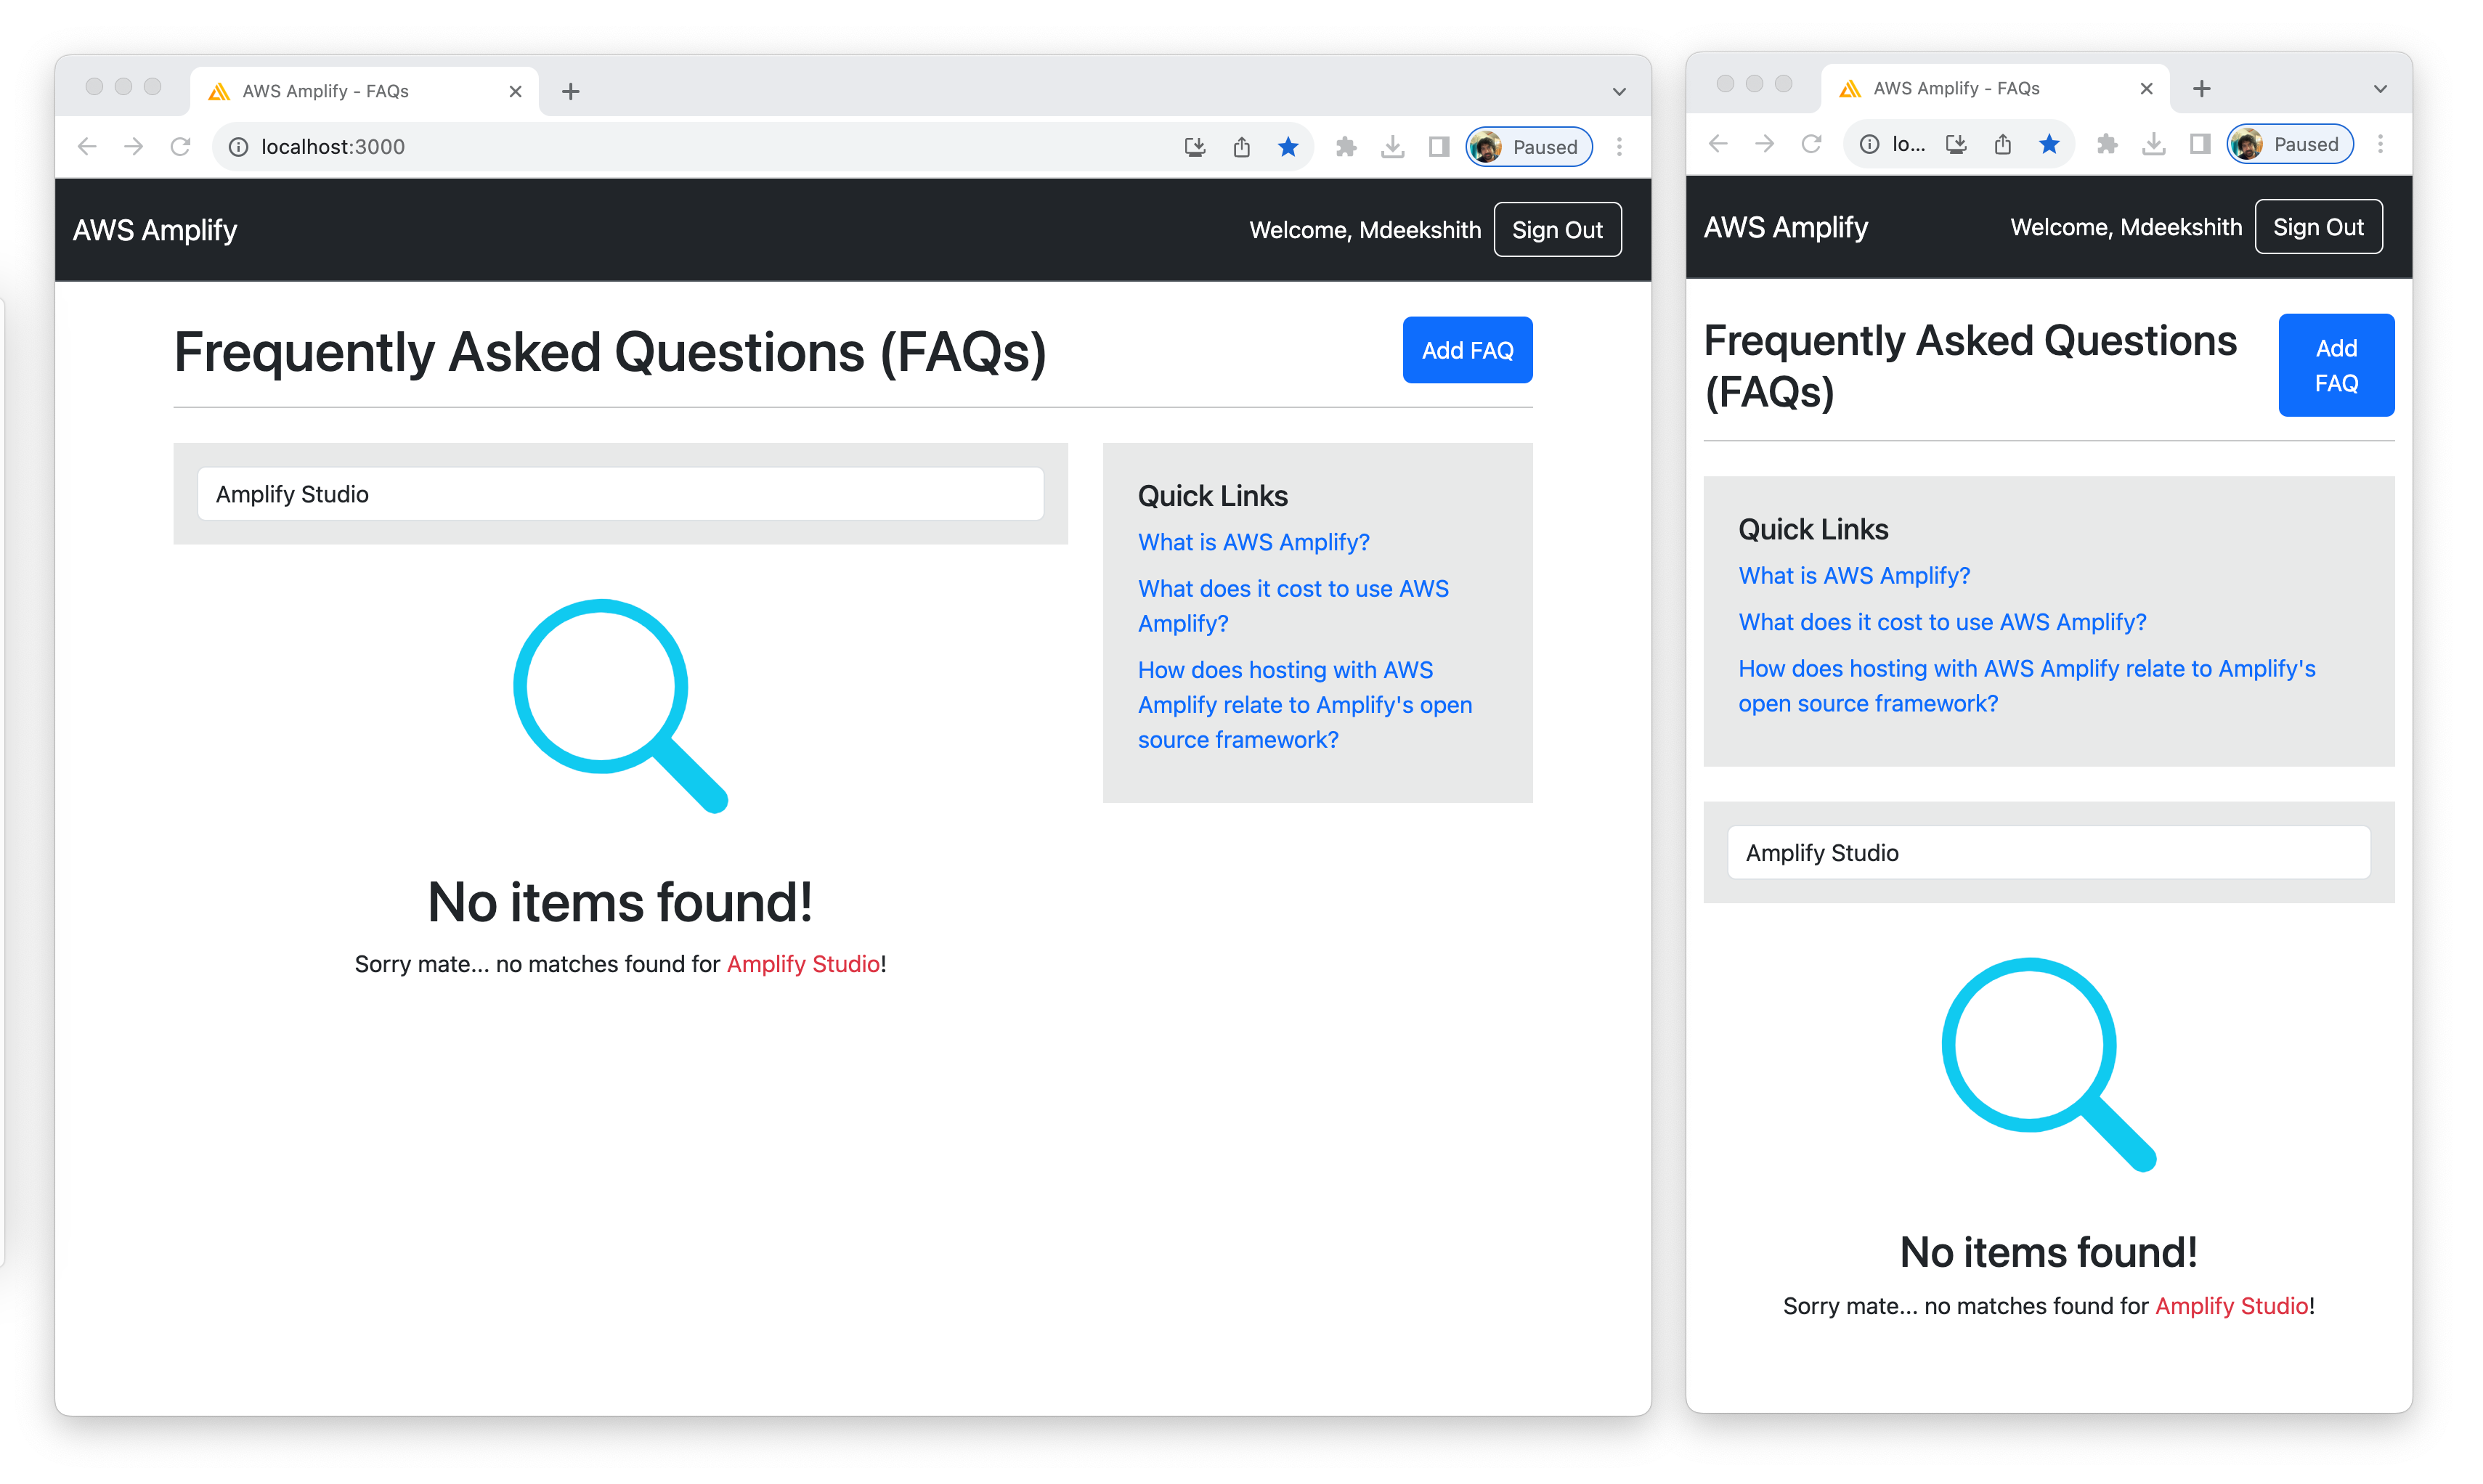 AWS Amplify - FAQs
localhost:3000
Paused
AWS Amplify
Welcome, Mdeekshith
Sign Out
Frequently Asked Questions (FAQs)
Add FAQ
Amplify Studio
No items found!
Sorry mate... no matches found for Amplify Studio!
Quick Links
What is AWS Amplify?
What does it cost to use AWS
Amplify?
How does hosting with AWS
Amplify relate to Amplify's open
source framework?
AWS Amplify - FAQs
lo...
Paused
AWS Amplify
Welcome, Mdeekshith
Sign Out
Frequently Asked Questions
(FAQs)
Add
FAQ
Quick Links
What is AWS Amplify?
What does it cost to use AWS Amplify?
How does hosting with AWS Amplify relate to Amplify's
open source framework?
Amplify Studio
No items found!
Sorry mate... no matches found for Amplify Studio!